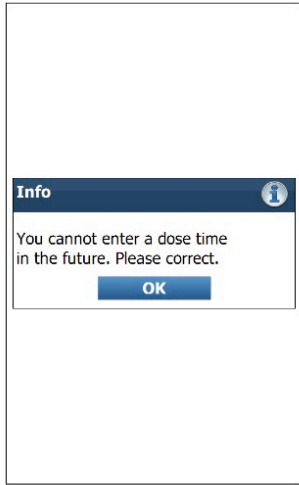 Info
You cannot enter a dose time
in the future. Please correct.
OK